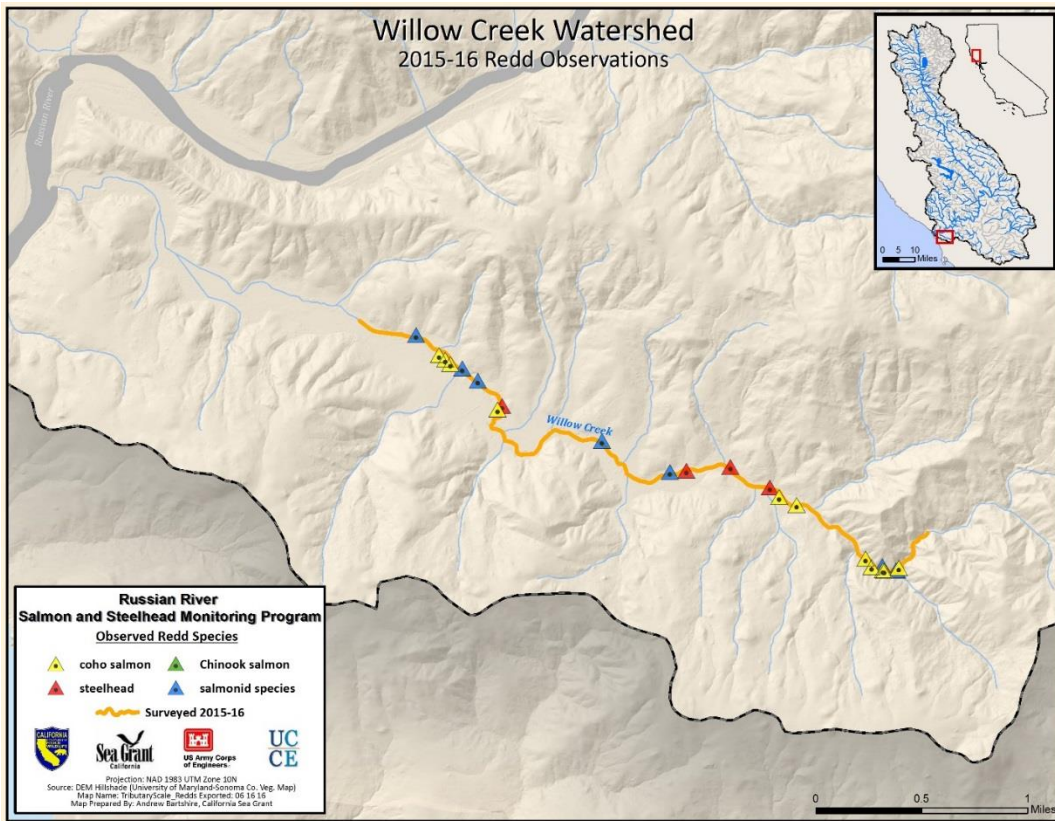 Willow Creek Watershed
2015-16 Redd Observations
Russian River
0 5 10
Miles
Willow Creek
Russian River
Salmon and Steelhead Monitoring Program
Observed Redd Species
coho salmon
Chinook salmon
steelhead
salmonid species
Surveyed 2015-16
CALIFORNIA
Sea Grant
California
US Army Corps
of Engineers
UC
CE
Projection: NAD 1983 UTM Zone 10N
Source: DEM Hillshade (University of Maryland-Sonoma Co. Veg. Map)
Map Name: TributaryScale_Redds Exported: 06 16 16
Map Prepared By: Andrew Bartshire, California Sea Grant
0 0.5 1
Miles